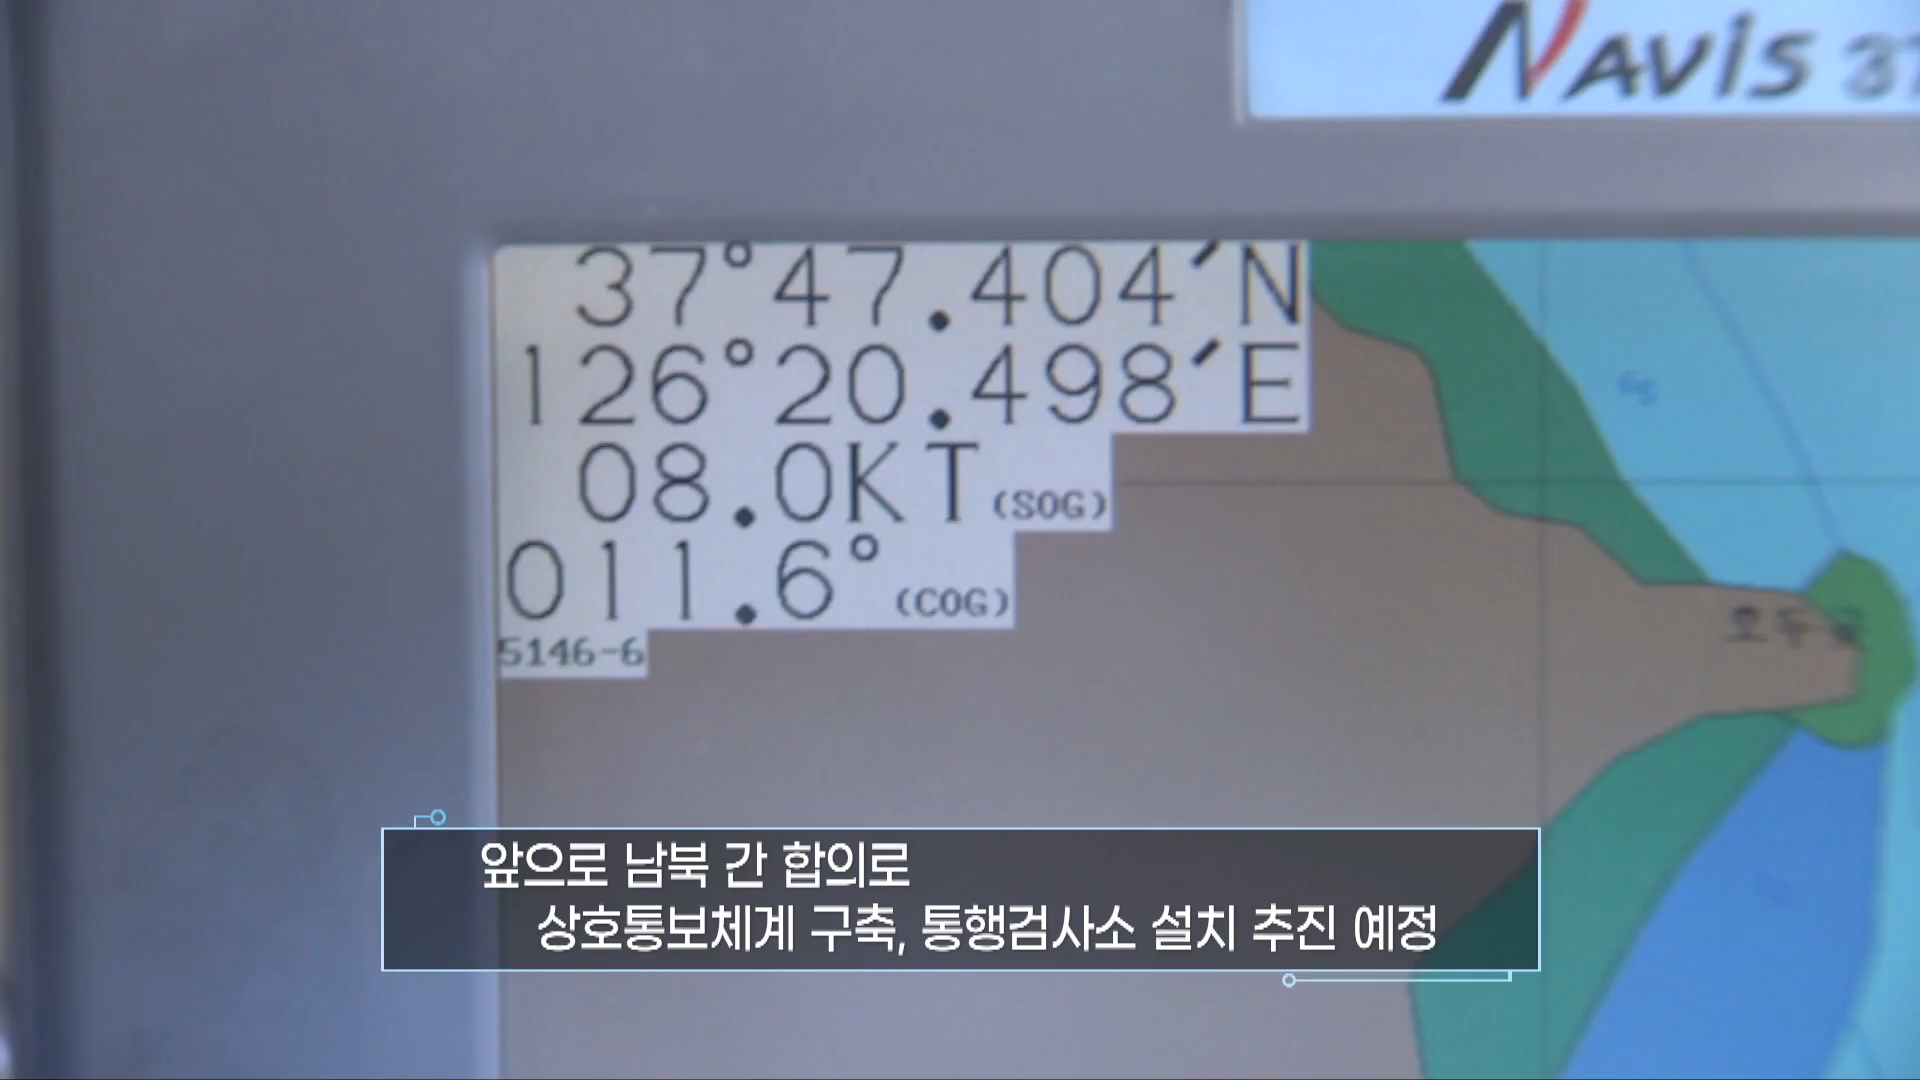 NAVIS 37
37°47.404′N
126°20.498′E
08.0KT (SOG)
011.6° (COG)
5146-6
앞으로 남북 간 합의로
상호통보체계 구축, 통행검사소 설치 추진 예정